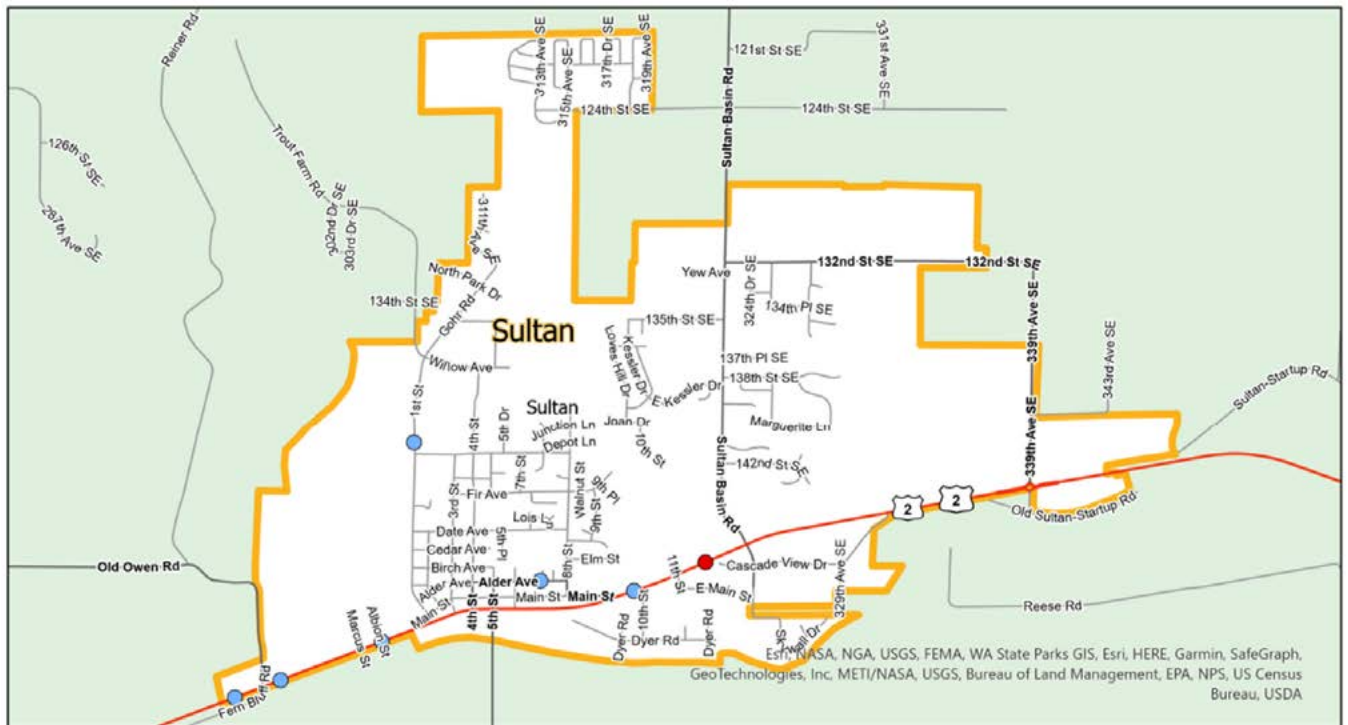 Reiner Rd
Trout Farm Rd
126th St SE
287th Ave SE
302nd Dr SE
303rd Dr SE
313th Ave SE
315th Ave SE
317th Dr SE
319th Ave SE
124th St SE
Sultan Basin Rd
121st St SE
331st Ave SE
124th St SE
311th Ave SE
North Park Dr
134th St SE
Gohr Rd
Sultan
Willow Ave
1st St
Yew Ave
132nd St SE
132nd St SE
324th Dr SE
134th Pl SE
135th St SE
Kessler Dr
Loves Hill Dr
137th Pl SE
138th St SE
E Kessler Dr
Marguerite Ln
339th Ave SE
343rd Ave SE
Sultan-Startup Rd
Sultan
4th St
5th Dr
Junction Ln
Depot Ln
Joan Dr
10th St
Sultan Basin Rd
142nd St SE
339th Ave SE
7th St
Walnut St
9th Pl
3rd St
Fir Ave
9th St
2
2
Old Sultan-Startup Rd
Date Ave
5th Pl
Cedar Ave
Elm St
Birch Ave
8th St
Alder Ave
Alder Ave
Main St
Main St
Main St
11th St
Cascade View Dr
E Main St
329th Ave SE
Old Owen Rd
Albion St
Marcus St
4th St
5th St
10th St
Dyer Rd
Dyer Rd
Dyer Rd
Reese Rd
Fern Bluff Rd
Esri, NASA, NGA, USGS, FEMA, WA State Parks GIS, Esri, HERE, Garmin, SafeGraph,
GeoTechnologies, Inc, METI/NASA, USGS, Bureau of Land Management, EPA, NPS, US Census
Bureau, USDA